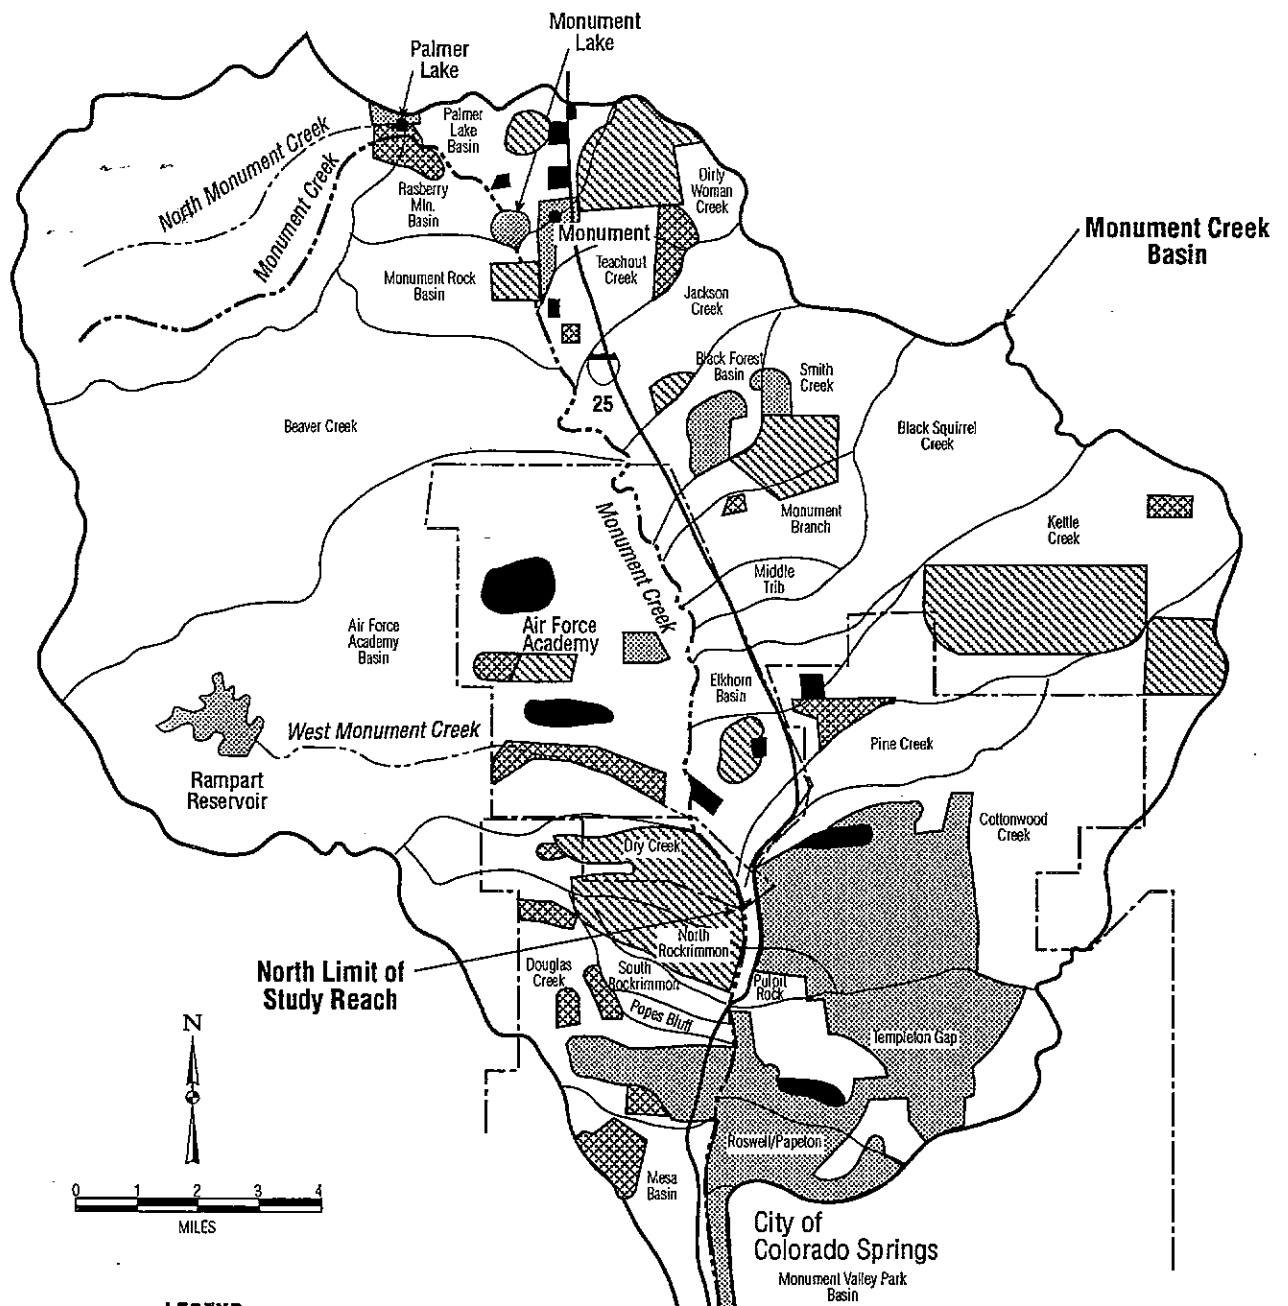 Monument
Lake
Palmer
Lake
Palmer
Lake
Basin
North Monument Creek
Monument Creek
Rasberry
Mtn.
Basin
Dirty
Woman
Creek
Monument Creek
Basin
Monument
Teachout
Creek
Monument Rock
Basin
Jackson
Creek
Black Forest
Basin
Smith
Creek
25
Beaver Creek
Black Squirrel
Creek
Monument Creek
Monument
Branch
Kettle
Creek
Middle
Trib
Air Force
Academy
Basin
Air Force
Academy
Elkhorn
Basin
West Monument Creek
Pine Creek
Rampart
Reservoir
Cottonwood
Creek
Dry Creek
North
Rockrimmon
North Limit of
Study Reach
Douglas
Creek
South
Rockrimmon
Pulpit
Rock
Popes Bluff
Templeton Gap
N
Roswell/Papeton
Mesa
Basin
0 1 2 3 4
MILES
City of
Colorado Springs
Monument Valley Park
Basin
LEGEND